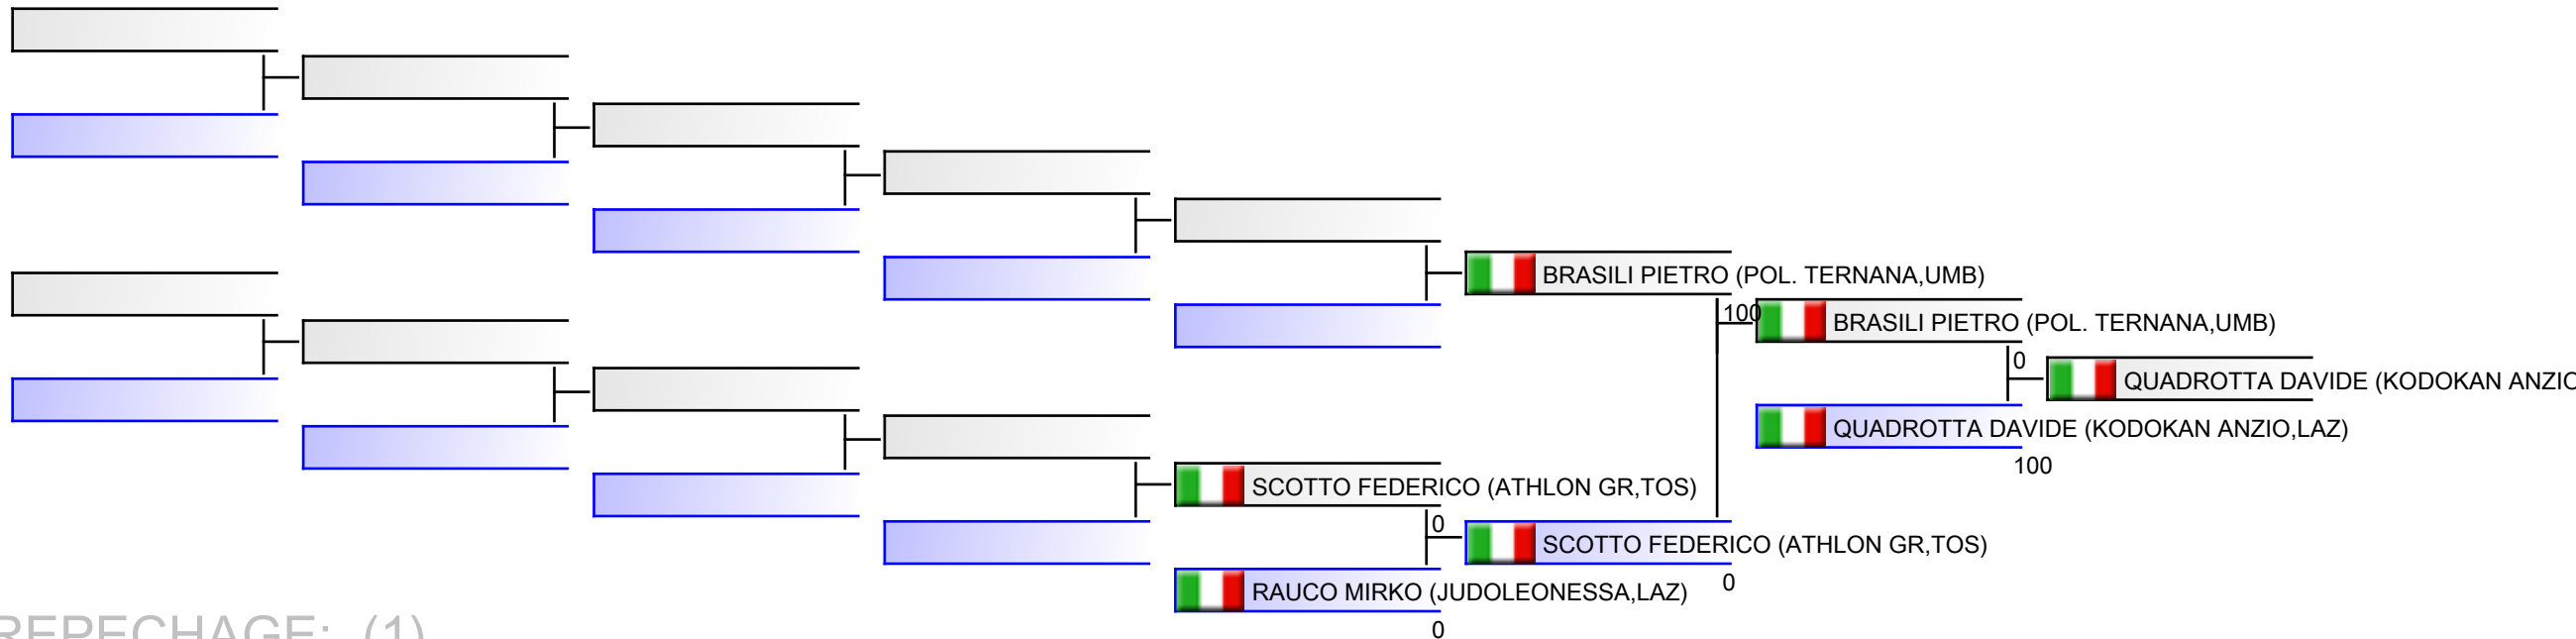 BRASILI PIETRO (POL. TERNANA,UMB)
100
BRASILI PIETRO (POL. TERNANA,UMB)
0
QUADROTTA DAVIDE (KODOKAN ANZIO
QUADROTTA DAVIDE (KODOKAN ANZIO,LAZ)
100
SCOTTO FEDERICO (ATHLON GR,TOS)
0
SCOTTO FEDERICO (ATHLON GR,TOS)
0
RAUCO MIRKO (JUDOLEONESSA,LAZ)
0
REPECHAGE: (1)